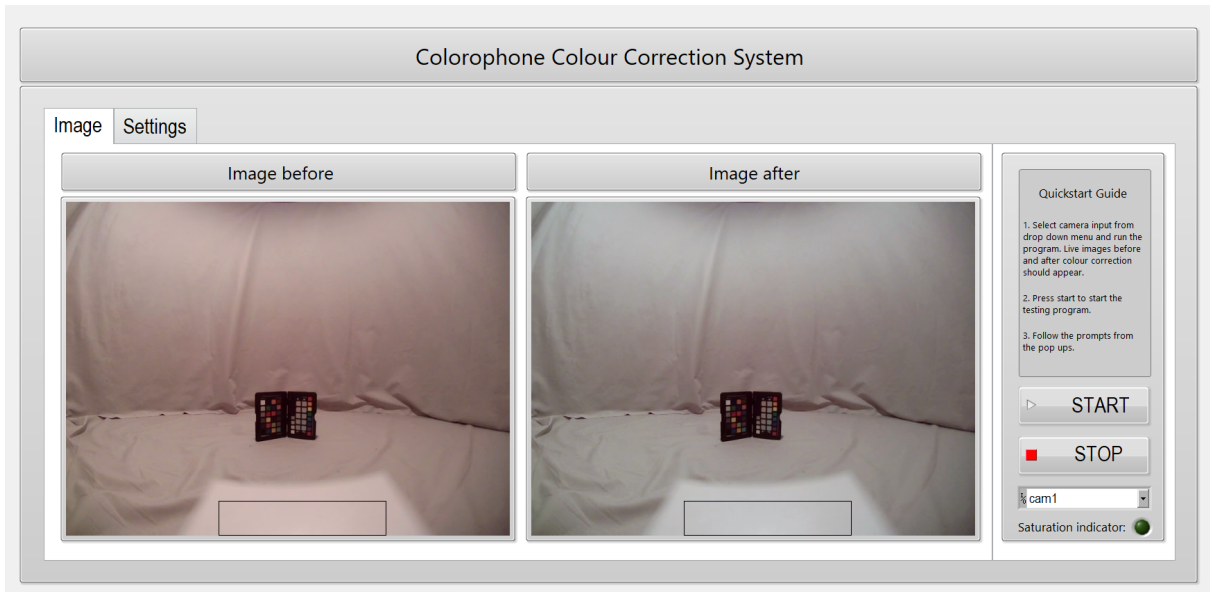 Colorophone Colour Correction System
Image
Settings
Image before
Image after
Quickstart Guide
1. Select camera input from
drop down menu and run the
program. Live images before
and after colour correction
should appear.
2. Press start to start the
testing program.
3. Follow the prompts from
the pop ups.
START
STOP
cam1
Saturation indicator: